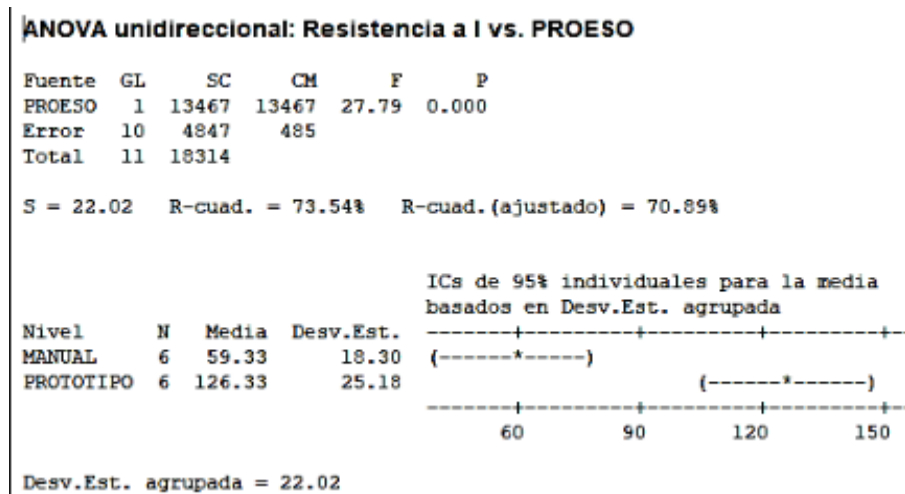 ANOVA unidireccional: Resistencia a I vs. PROESO
Fuente GL SC CM F P
PROESO 1 13467 13467 27.79 0.000
Error 10 4847 485
Total 11 18314
S = 22.02 R-cuad. = 73.54% R-cuad.(ajustado) = 70.89%
ICs de 95% individuales para la media
basados en Desv.Est. agrupada
Nivel N Media Desv.Est. -------+---------+---------+---------+--
MANUAL 6 59.33 18.30 (------*-----)
PROTOTIPO 6 126.33 25.18 (------*------)
-------+---------+---------+---------+--
60 90 120 150
Desv.Est. agrupada = 22.02